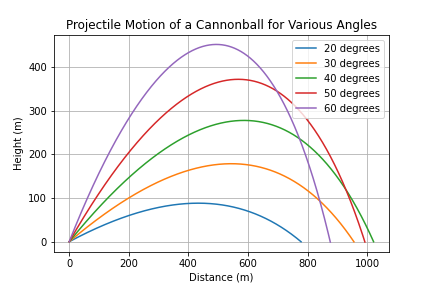 Projectile Motion of a Cannonball for Various Angles
20 degrees
30 degrees
40 degrees
50 degrees
60 degrees
Height (m)
400
300
200
100
0
0 200 400 600 800 1000
Distance (m)